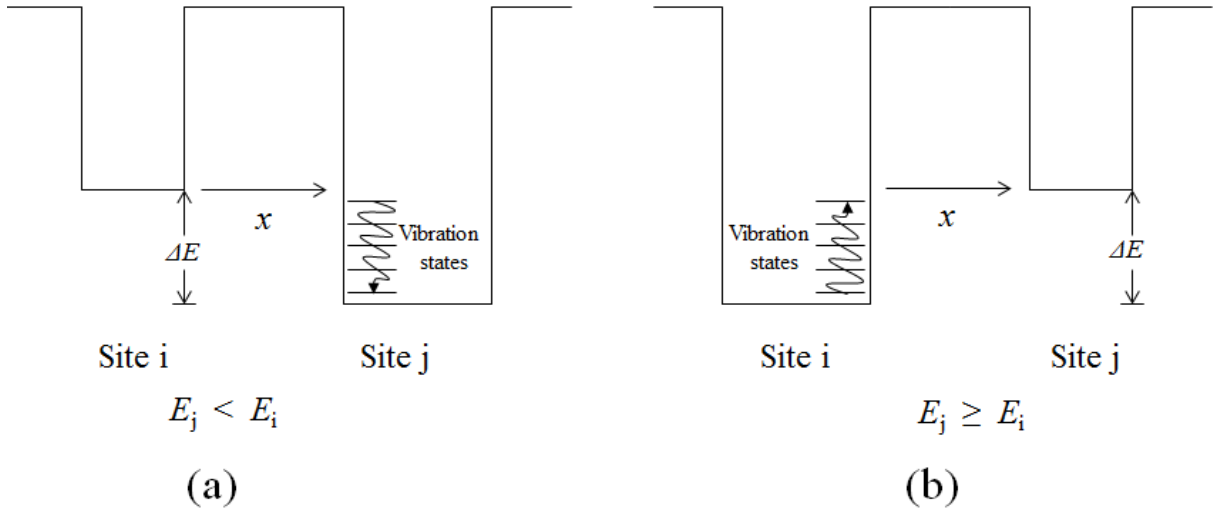 x
ΔE
Vibration
states
Site i
Site j
E_j < E_i
(a)
Vibration
states
x
ΔE
Site i
Site j
E_j ≥ E_i
(b)